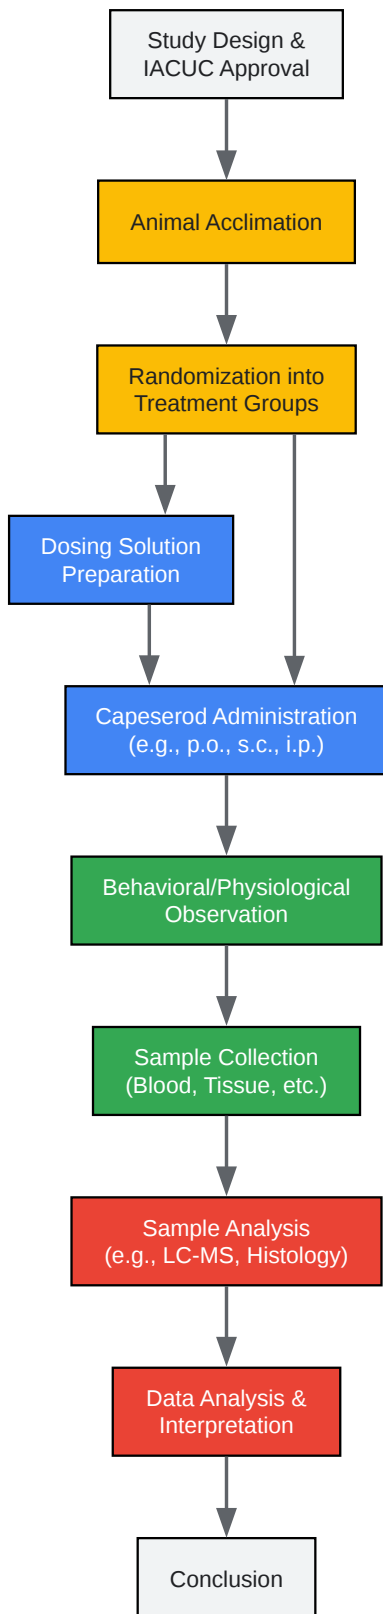 Study Design &
IACUC Approval
Animal Acclimation
Randomization into
Treatment Groups
Dosing Solution
Preparation
Capeserod Administration
(e.g., p.o., s.c., i.p.)
Behavioral/Physiological
Observation
Sample Collection
(Blood, Tissue, etc.)
Sample Analysis
(e.g., LC-MS, Histology)
Data Analysis &
Interpretation
Conclusion